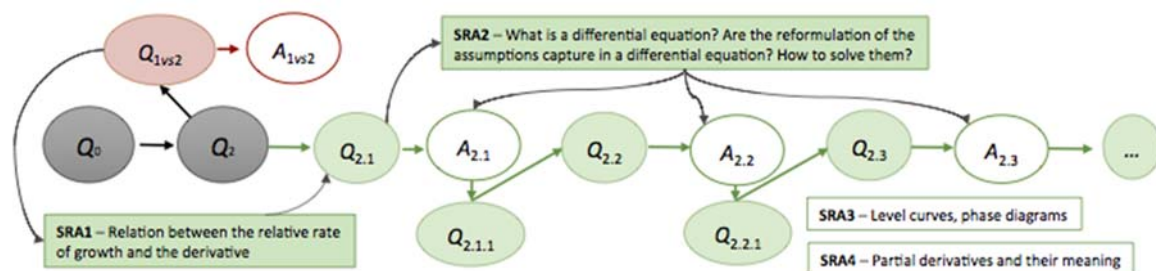 SRA2 – What is a differential equation? Are the reformulation of the
assumptions capture in a differential equation? How to solve them?
Q1vs2
A1vs2
Q0
Q2
Q2.1
A2.1
Q2.2
A2.2
Q2.3
A2.3
...
Q2.1.1
Q2.2.1
SRA1 – Relation between the relative rate
of growth and the derivative
SRA3 – Level curves, phase diagrams
SRA4 – Partial derivatives and their meaning